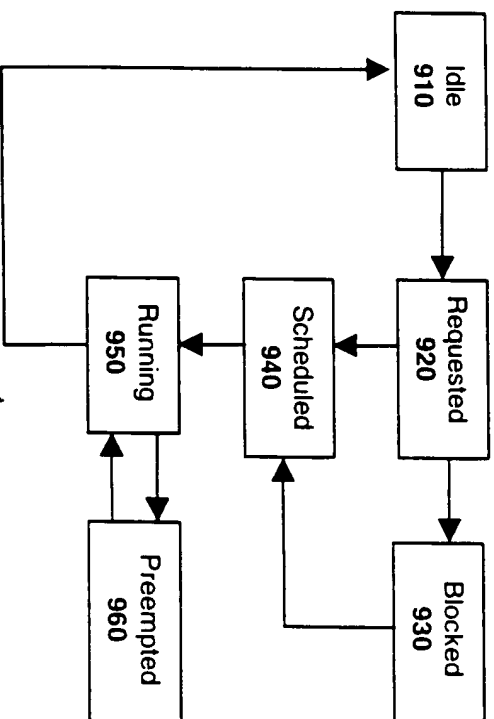 Idle
910
Requested
920
Blocked
930
Scheduled
940
Running
950
Preempted
960